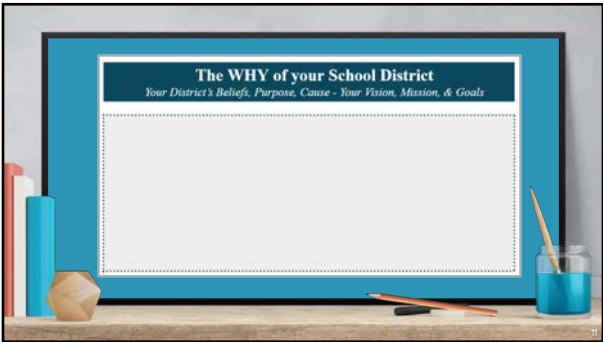 The WHY of your School District
Your District's Beliefs, Purpose, Cause - Your Vision, Mission, & Goals
11